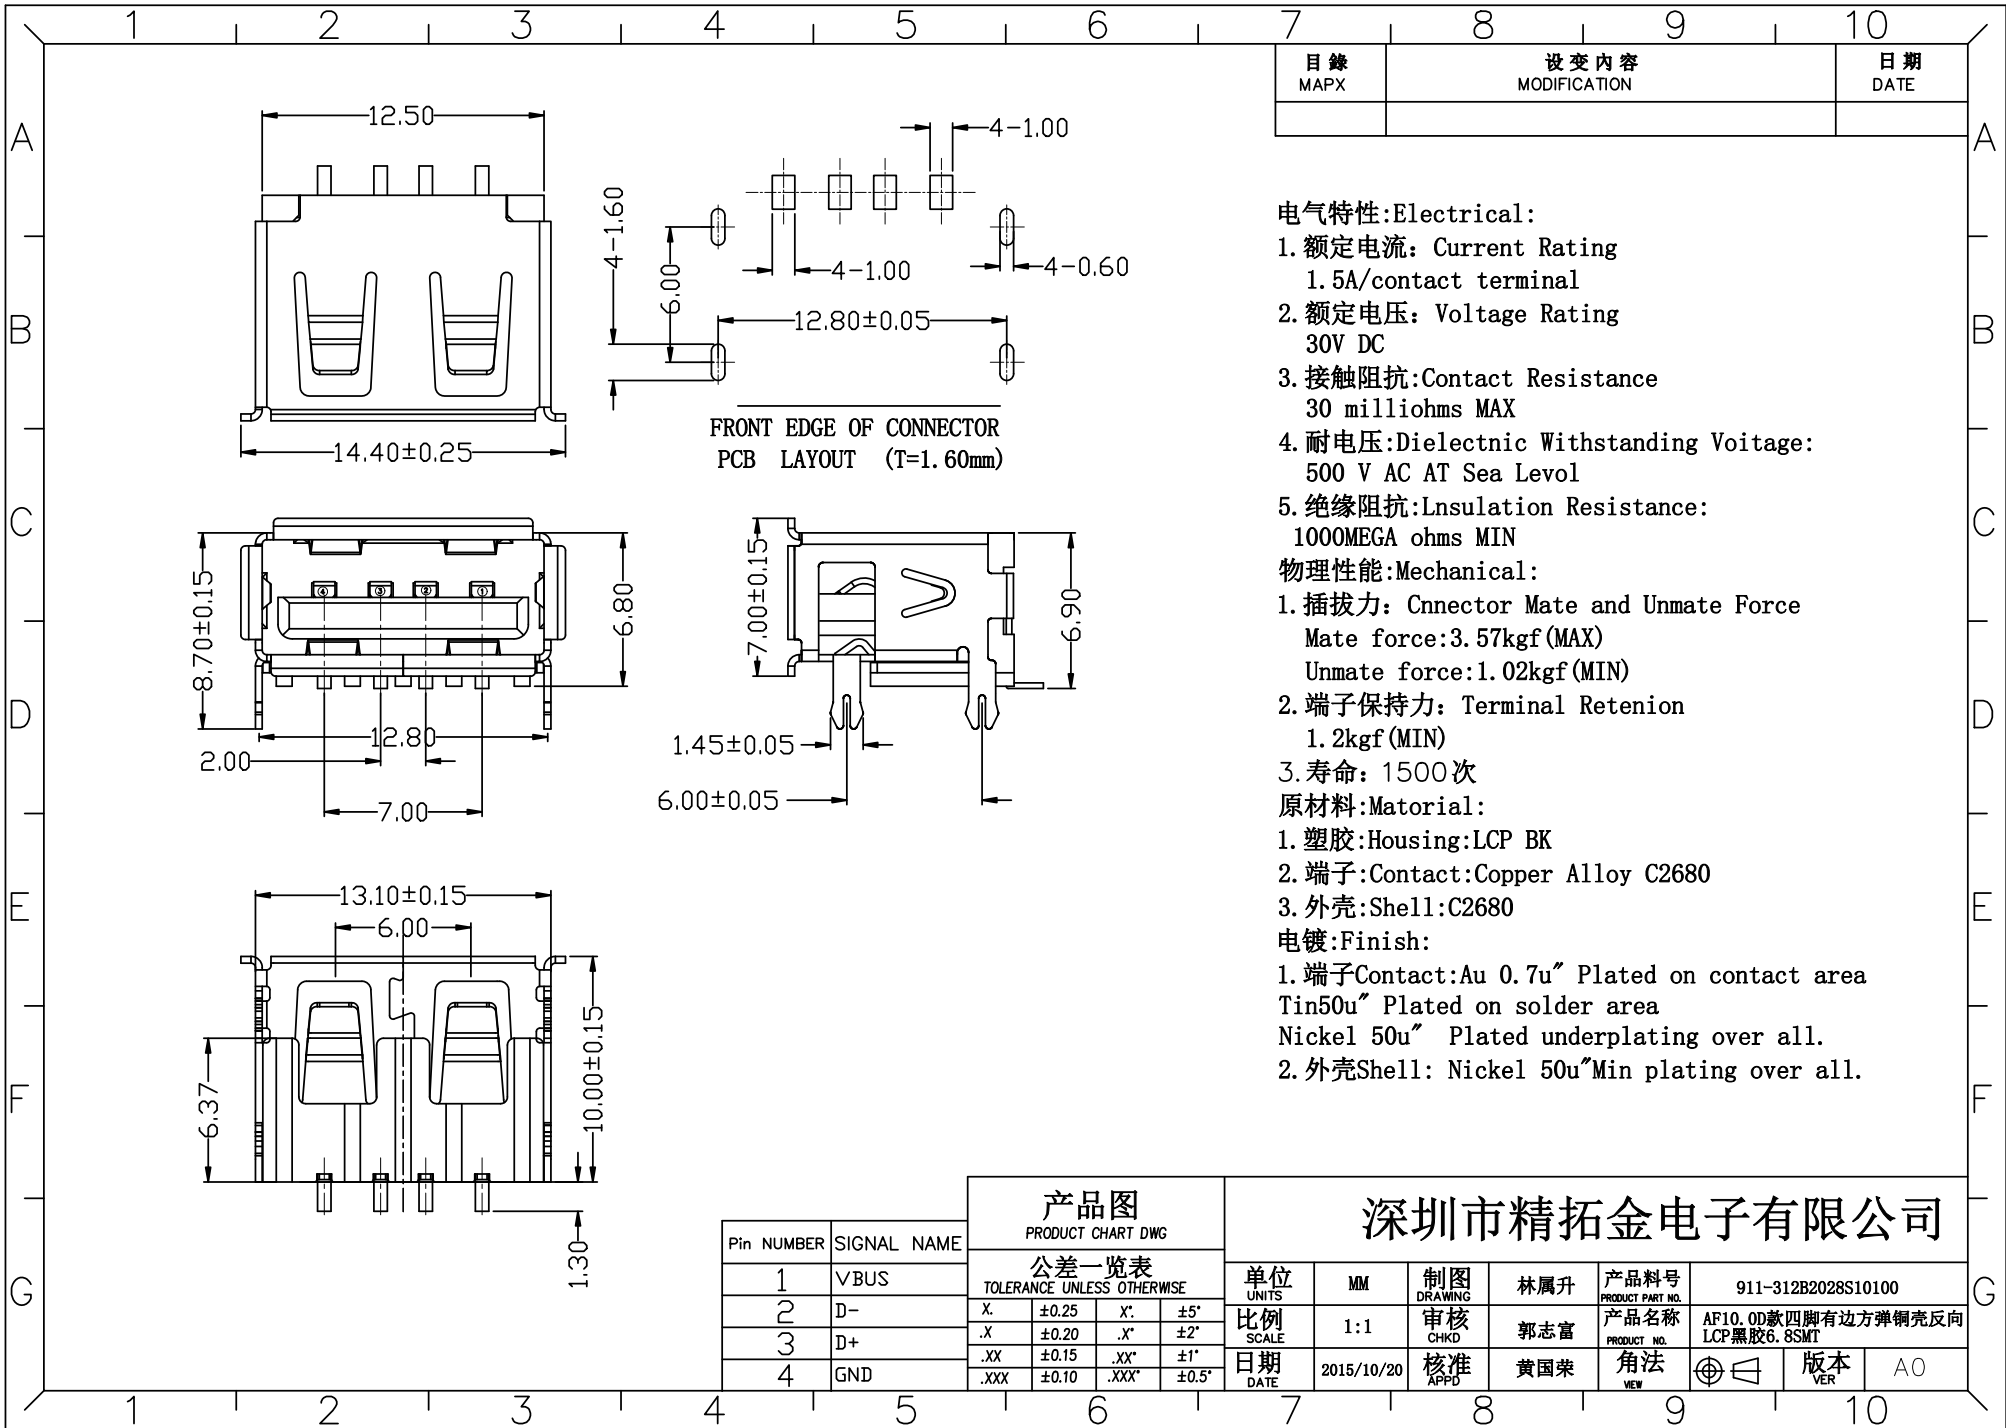 1 2 3 4 5 6 7 8 9 10
A
B
C
D
E
F
G
A
B
C
D
E
F
G
1 2 3 4 5 6 7 8 9 10
目錄
MAPX
设变内容
MODIFICATION
日期
DATE
12.50
14.40±0.25
4-1.00
4-1.60
6.00
4-1.00
4-0.60
12.80±0.05
FRONT EDGE OF CONNECTOR
PCB LAYOUT (T=1.60mm)
8.70±0.15
④ ③ ② ①
6.80
12.80
2.00
7.00
7.00±0.15
6.90
1.45±0.05
6.00±0.05
13.10±0.15
6.00
6.37
10.00±0.15
1.30
电气特性:Electrical:
1.额定电流: Current Rating
1.5A/contact terminal
2.额定电压: Voltage Rating
30V DC
3.接触阻抗:Contact Resistance
30 milliohms MAX
4.耐电压:Dielectnic Withstanding Voitage:
500 V AC AT Sea Levol
5.绝缘阻抗:Lnsulation Resistance:
1000MEGA ohms MIN
物理性能:Mechanical:
1.插拔力: Cnnector Mate and Unmate Force
Mate force:3.57kgf(MAX)
Unmate force:1.02kgf(MIN)
2.端子保持力: Terminal Retenion
1.2kgf(MIN)
3.寿命: 1500次
原材料:Matorial:
1.塑胶:Housing:LCP BK
2.端子:Contact:Copper Alloy C2680
3.外壳:Shell:C2680
电镀:Finish:
1.端子Contact:Au 0.7u" Plated on contact area
Tin50u" Plated on solder area
Nickel 50u" Plated underplating over all.
2.外壳Shell: Nickel 50u"Min plating over all.
Pin NUMBER SIGNAL NAME
1 VBUS
2 D-
3 D+
4 GND
产品图
PRODUCT CHART DWG
公差一览表
TOLERANCE UNLESS OTHERWISE
X. ±0.25 X°. ±5°
.X ±0.20 .X° ±2°
.XX ±0.15 .XX° ±1°
.XXX ±0.10 .XXX° ±0.5°
深圳市精拓金电子有限公司
单位
UNITS
MM
制图
DRAWING
林属升
产品料号
PRODUCT PART NO.
911-312B2028S10100
比例
SCALE
1:1
审核
CHKD
郭志富
产品名称
PRODUCT NO.
AF10.0D款四脚有边方弹铜壳反向
LCP黑胶6.8SMT
日期
DATE
2015/10/20
核准
APPD
黄国荣
角法
VIEW
版本
VER
A0